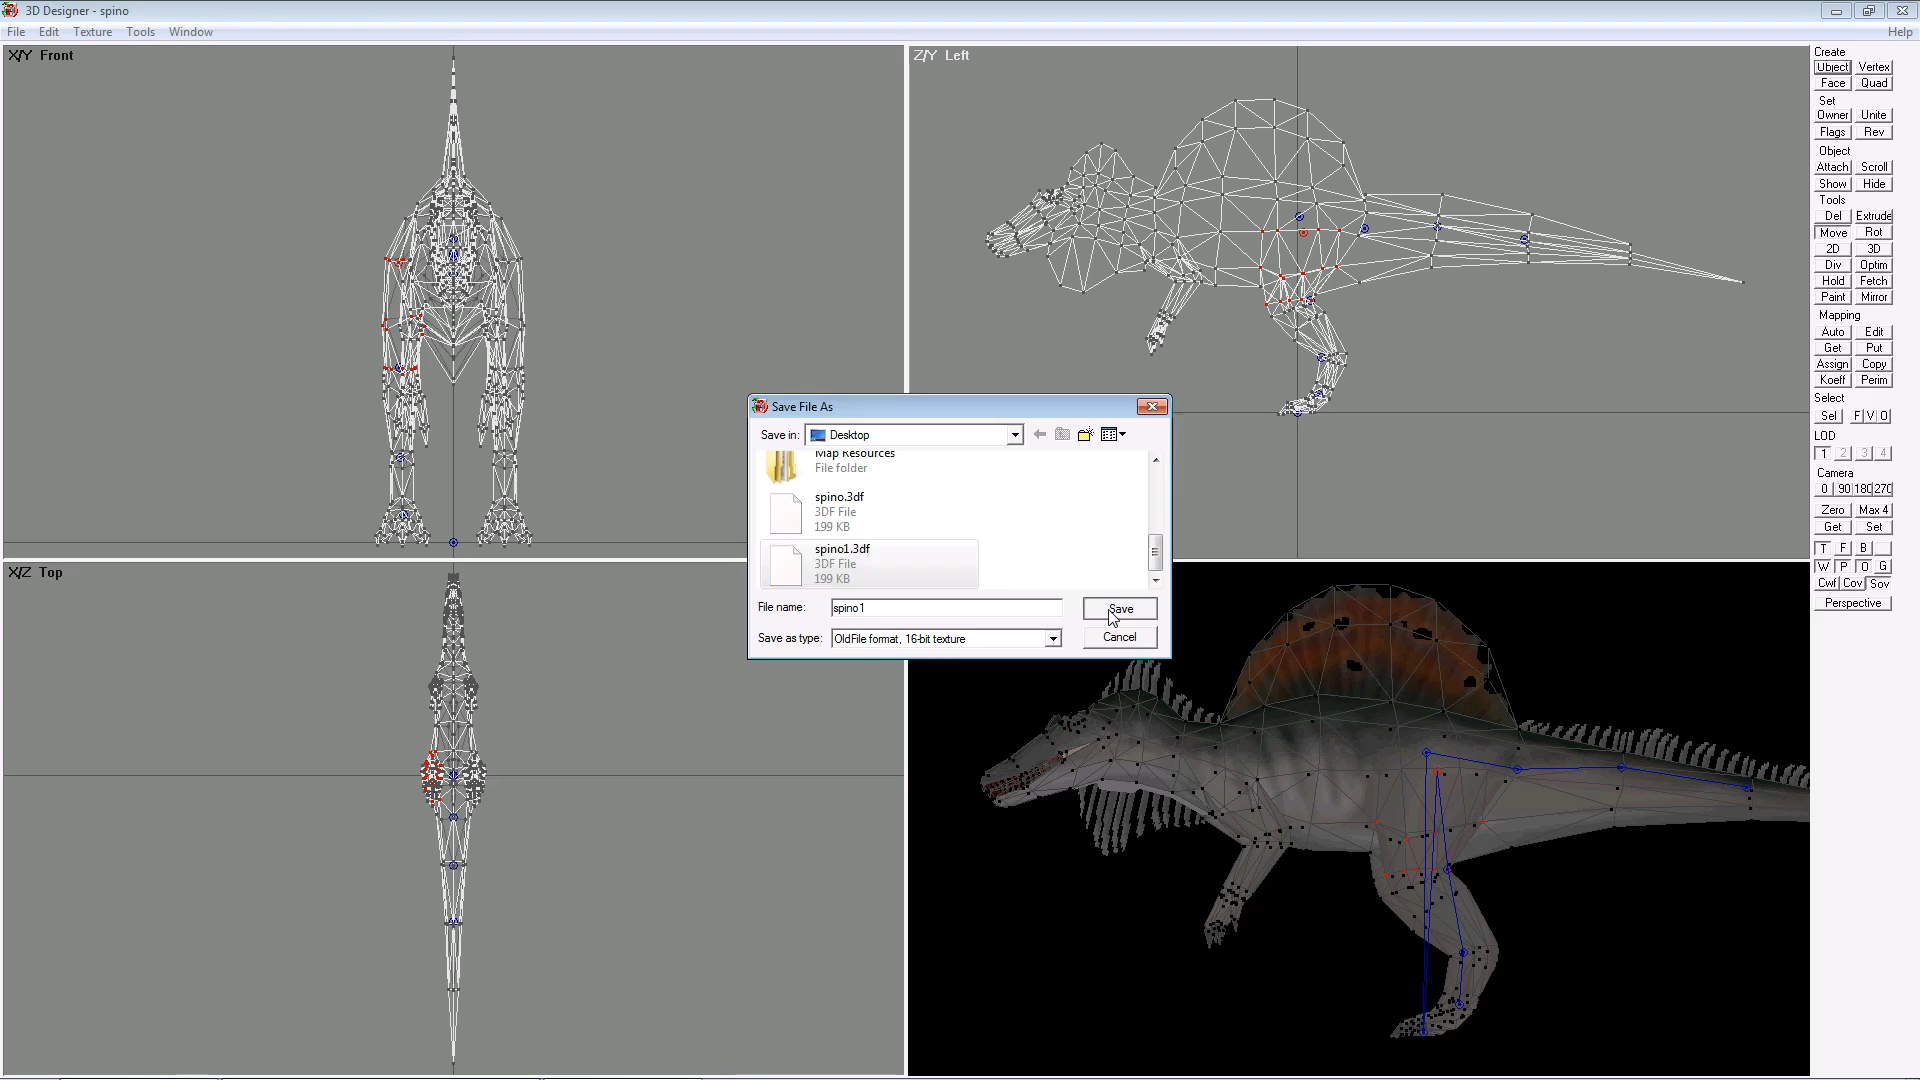 3D Designer - spino
File Edit Texture Tools Window Help
X/Y Front
Z/Y Left
X/Z Top
Save File As
Save in: Desktop
Map Resources
File folder
spino.3df
3DF File
199 KB
spino1.3df
3DF File
199 KB
File name: spino1 Save
Save as type: OldFile format, 16-bit texture Cancel
Create
Object Vertex
Face Quad
Set
Owner Unite
Flags Rev
Object
Attach Scroll
Show Hide
Tools
Del Extrude
Move Rot
2D 3D
Div Optim
Hold Fetch
Paint Mirror
Mapping
Auto Edit
Get Put
Assign Copy
Koeff Perim
Select
Sel F V O
LOD
1 2 3 4
Camera
0 90 180 270
Zero Max 4
Get Set
T F B
W P O G
Cwf Cov Sov
Perspective